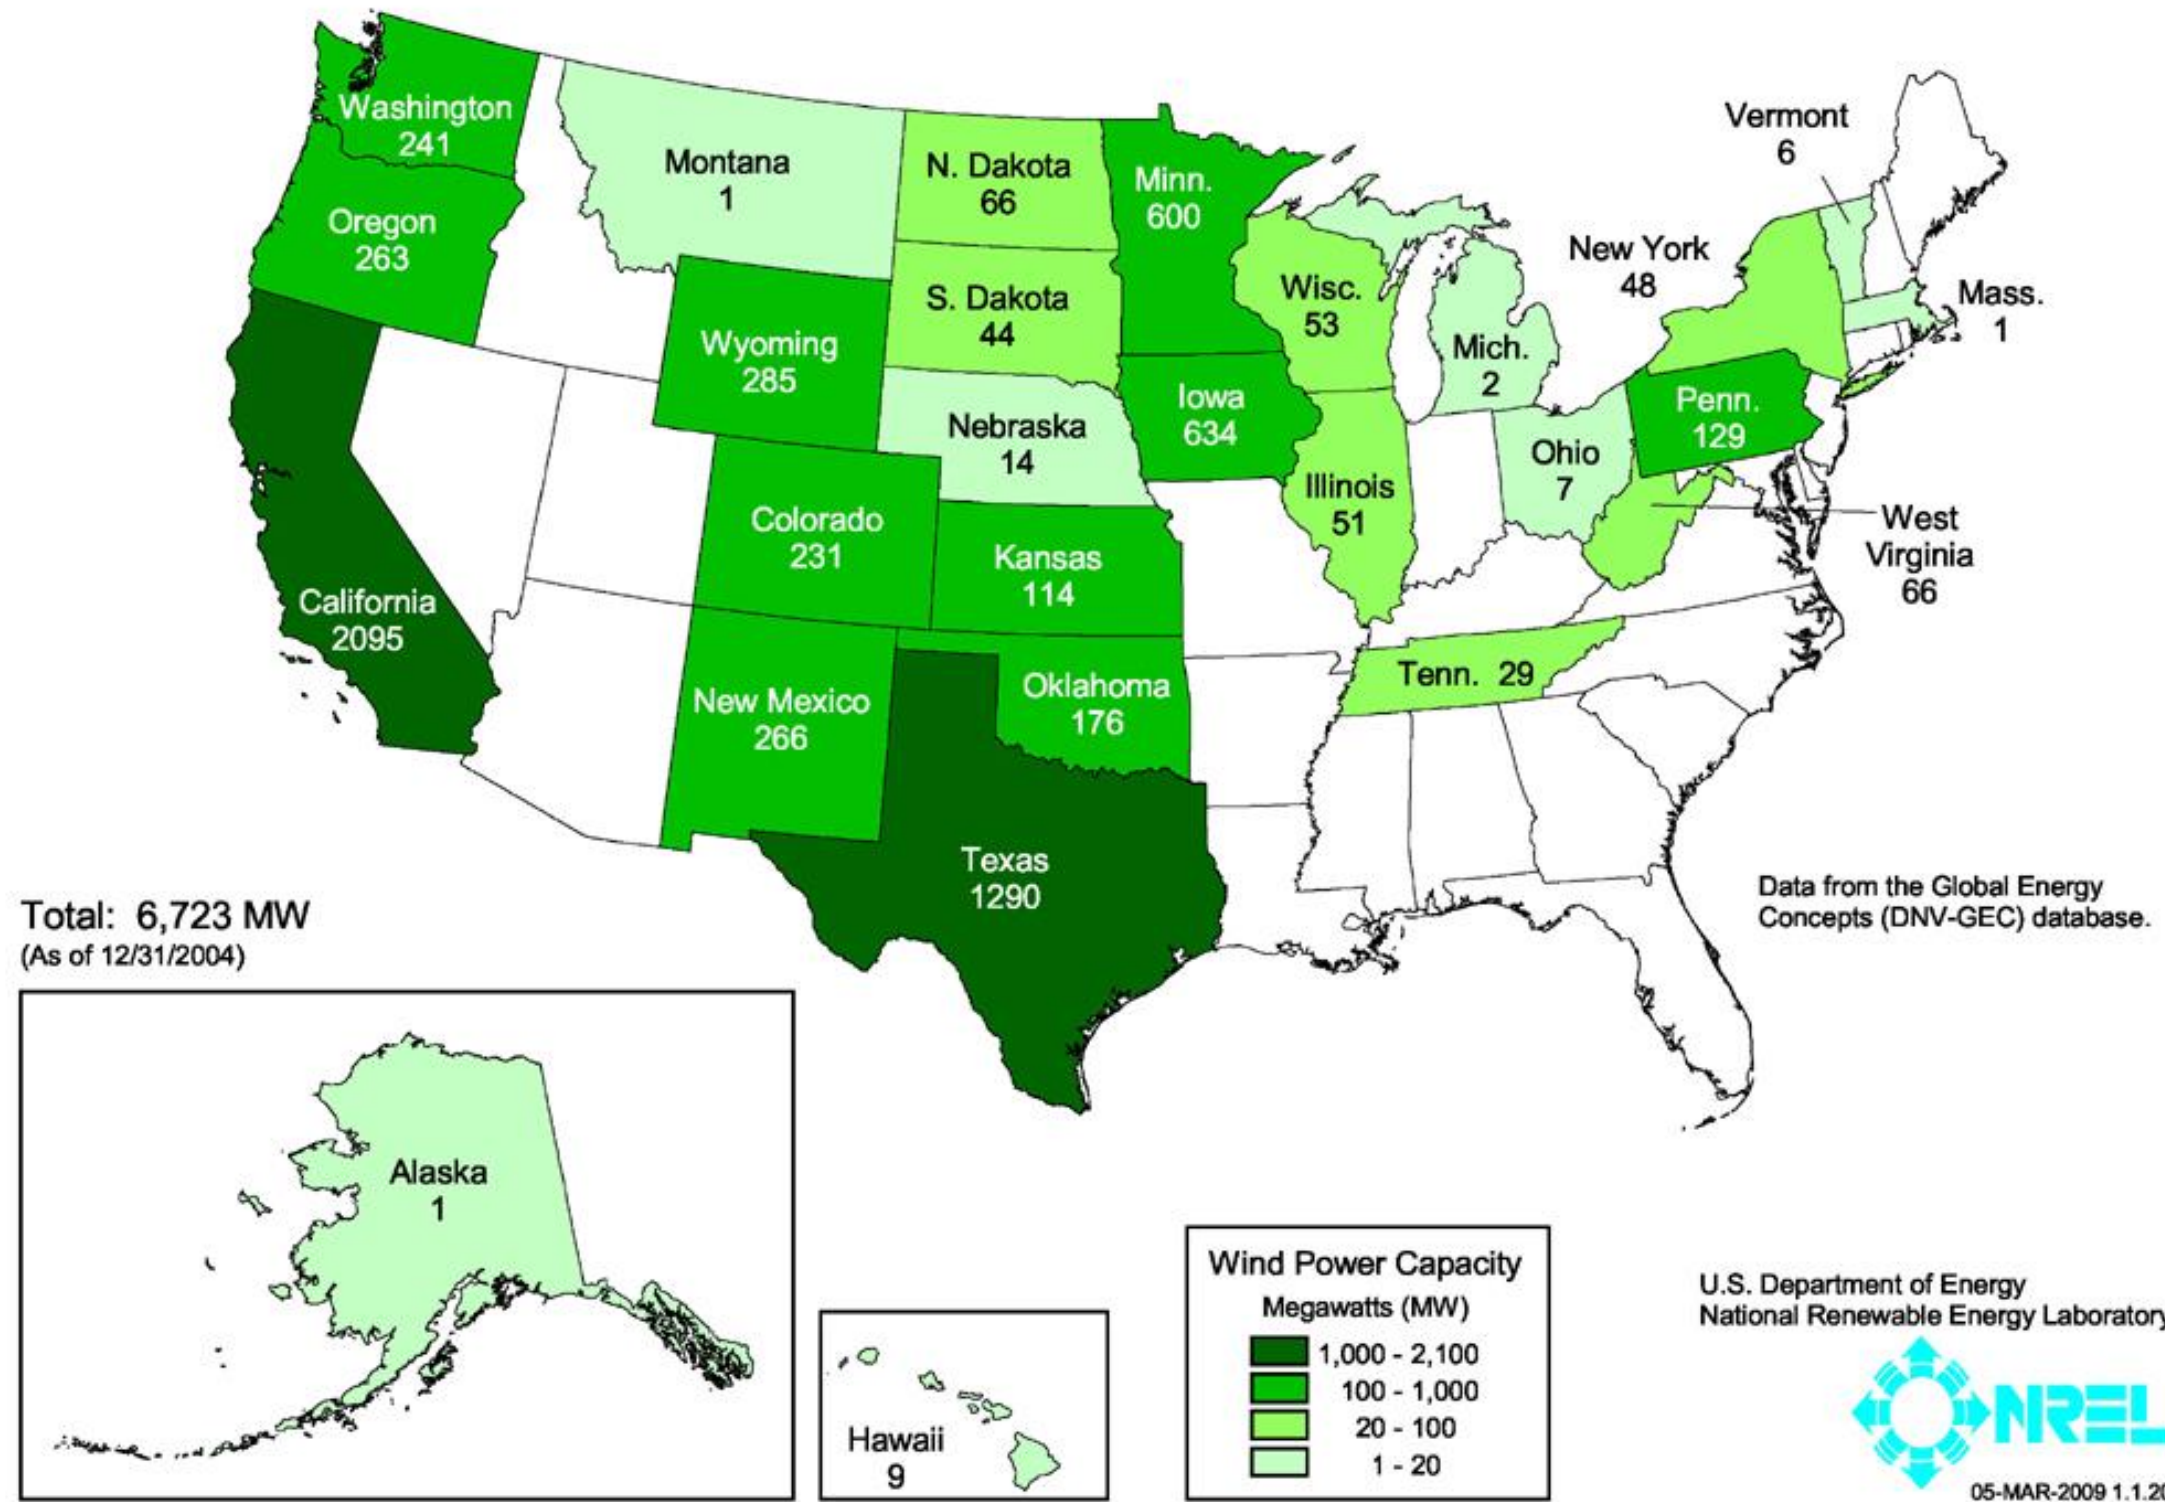 Washington
241
Montana
1
N. Dakota
66
Minn.
600
Vermont
6
Oregon
263
New York
48
Mass.
1
S. Dakota
44
Wisc.
53
Mich.
2
Wyoming
285
Iowa
634
Penn.
129
Nebraska
14
Ohio
7
Illinois
51
West
Virginia
66
Colorado
231
Kansas
114
California
2095
Tenn. 29
New Mexico
266
Oklahoma
176
Texas
1290
Data from the Global Energy
Concepts (DNV-GEC) database.
Total: 6,723 MW
(As of 12/31/2004)
Alaska
1
Hawaii
9
Wind Power Capacity
Megawatts (MW)
1,000 - 2,100
100 - 1,000
20 - 100
1 - 20
U.S. Department of Energy
National Renewable Energy Laboratory
NREL
05-MAR-2009 1.1.20